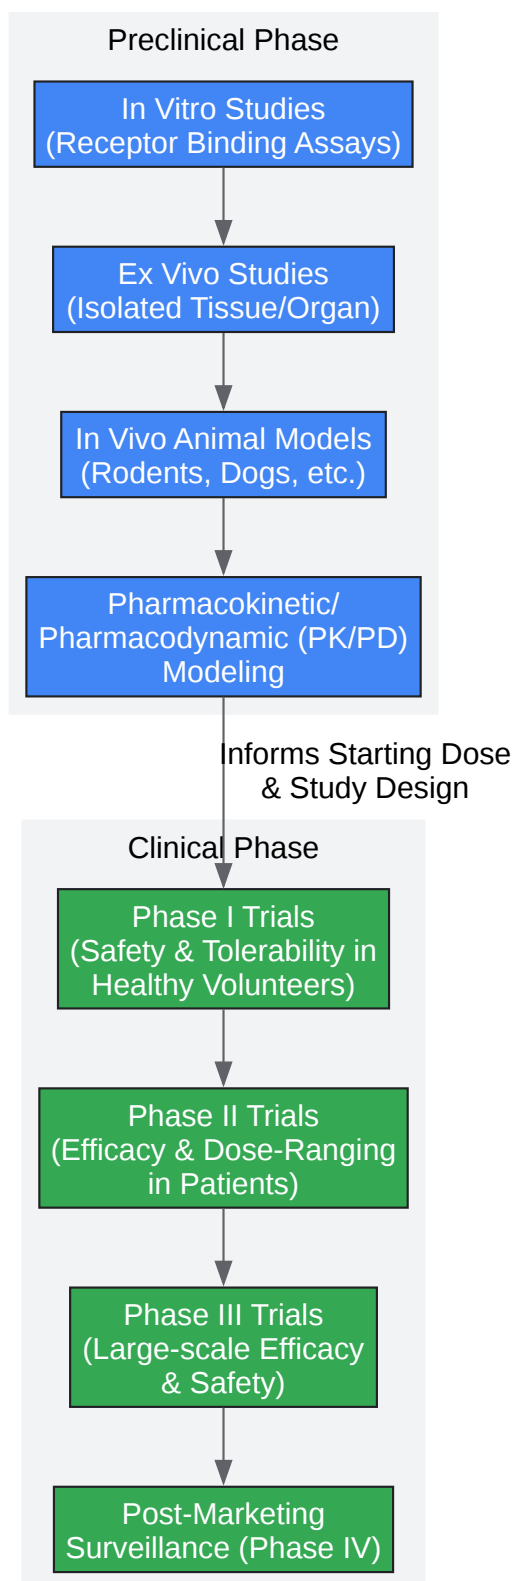 Preclinical Phase
In Vitro Studies
(Receptor Binding Assays)
Ex Vivo Studies
(Isolated Tissue/Organ)
In Vivo Animal Models
(Rodents, Dogs, etc.)
Pharmacokinetic/
Pharmacodynamic (PK/PD)
Modeling
Informs Starting Dose
& Study Design
Clinical Phase
Phase I Trials
(Safety & Tolerability in
Healthy Volunteers)
Phase II Trials
(Efficacy & Dose-Ranging
in Patients)
Phase III Trials
(Large-scale Efficacy
& Safety)
Post-Marketing
Surveillance (Phase IV)